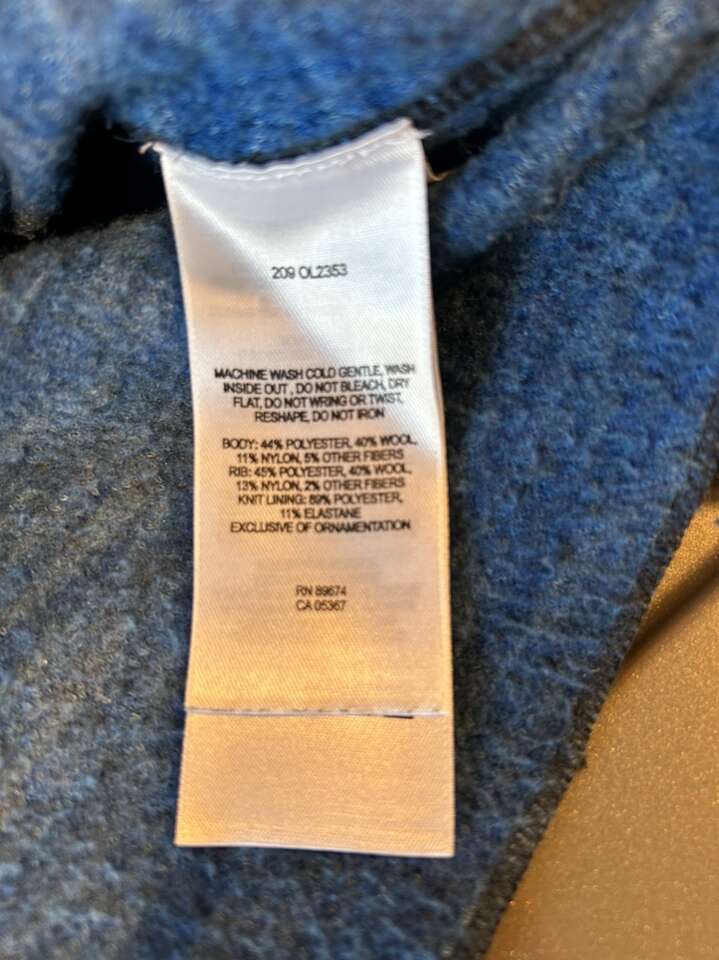 209 OL2353
MACHINE WASH COLD GENTLE, WASH
INSIDE OUT , DO NOT BLEACH, DRY
FLAT, DO NOT WRING OR TWIST,
RESHAPE, DO NOT IRON
BODY: 44% POLYESTER, 40% WOOL,
11% NYLON, 5% OTHER FIBERS
RIB: 45% POLYESTER, 40% WOOL,
13% NYLON, 2% OTHER FIBERS
KNIT LINING: 89% POLYESTER,
11% ELASTANE
EXCLUSIVE OF ORNAMENTATION
RN 89674
CA 05367